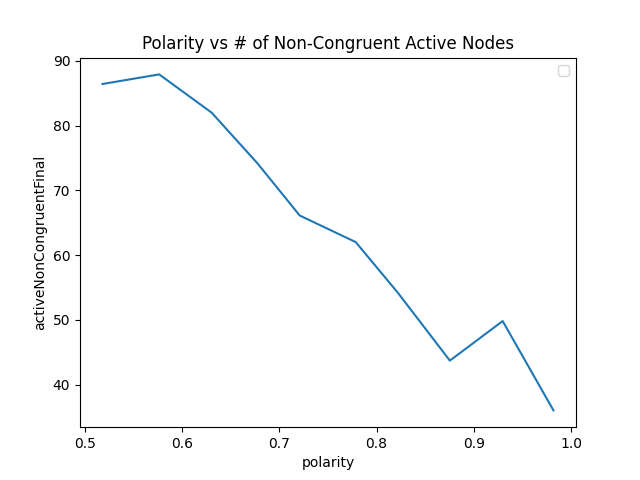 Polarity vs # of Non-Congruent Active Nodes
90
80
70
60
50
40
activeNonCongruentFinal
0.5 0.6 0.7 0.8 0.9 1.0
polarity